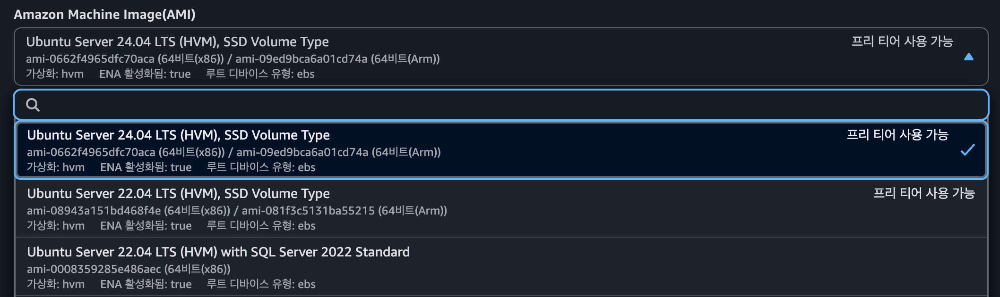 Amazon Machine Image(AMI)
Ubuntu Server 24.04 LTS (HVM), SSD Volume Type 프리 티어 사용 가능
ami-0662f4965dfc70aca (64비트(x86)) / ami-09ed9bca6a01cd74a (64비트(Arm))
가상화: hvm ENA 활성화됨: true 루트 디바이스 유형: ebs
Ubuntu Server 24.04 LTS (HVM), SSD Volume Type 프리 티어 사용 가능
ami-0662f4965dfc70aca (64비트(x86)) / ami-09ed9bca6a01cd74a (64비트(Arm))
가상화: hvm ENA 활성화됨: true 루트 디바이스 유형: ebs
Ubuntu Server 22.04 LTS (HVM), SSD Volume Type 프리 티어 사용 가능
ami-08943a151bd468f4e (64비트(x86)) / ami-081f3c5131ba55215 (64비트(Arm))
가상화: hvm ENA 활성화됨: true 루트 디바이스 유형: ebs
Ubuntu Server 22.04 LTS (HVM) with SQL Server 2022 Standard
ami-0008359285e486aec (64비트(x86))
가상화: hvm ENA 활성화됨: true 루트 디바이스 유형: ebs